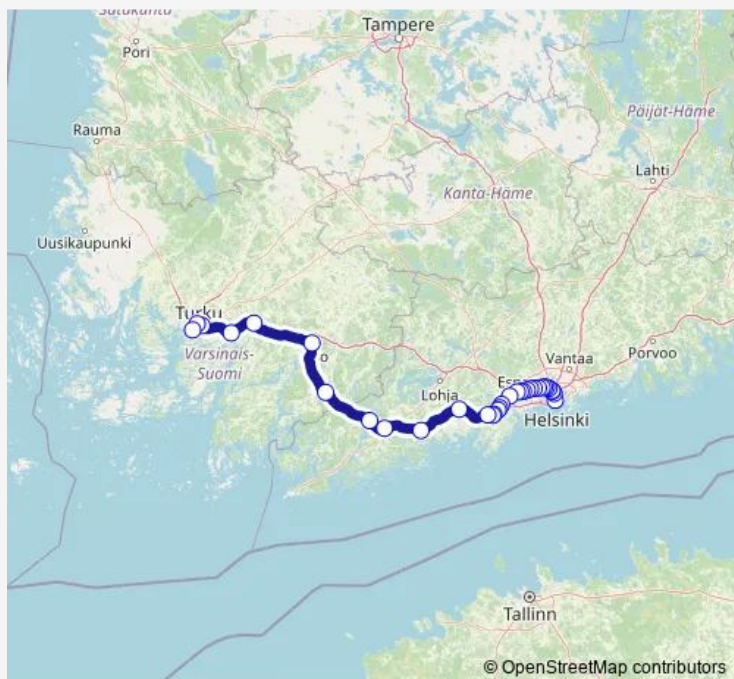 Satakunta
Tampere
Pori
Päijät-Häme
Rauma
Lahti
Kanta-Häme
Uusikaupunki
Turku
Varsinais-
Suomi
Vantaa
Porvoo
Lohja
Helsinki
Tallinn
© OpenStreetMap contributors